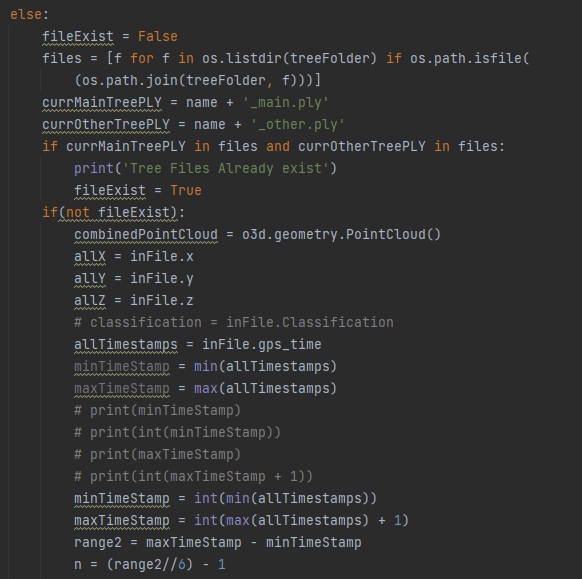 else:
    fileExist = False
    files = [f for f in os.listdir(treeFolder) if os.path.isfile(
        (os.path.join(treeFolder, f)))]
    currMainTreePLY = name + '_main.ply'
    currOtherTreePLY = name + '_other.ply'
    if currMainTreePLY in files and currOtherTreePLY in files:
        print('Tree Files Already exist')
        fileExist = True
    if(not fileExist):
        combinedPointCloud = o3d.geometry.PointCloud()
        allX = inFile.x
        allY = inFile.y
        allZ = inFile.z
        # classification = inFile.Classification
        allTimestamps = inFile.gps_time
        minTimeStamp = min(allTimestamps)
        maxTimeStamp = max(allTimestamps)
        # print(minTimeStamp)
        # print(int(minTimeStamp))
        # print(maxTimeStamp)
        # print(int(maxTimeStamp + 1))
        minTimeStamp = int(min(allTimestamps))
        maxTimeStamp = int(max(allTimestamps) + 1)
        range2 = maxTimeStamp - minTimeStamp
        n = (range2//6) - 1